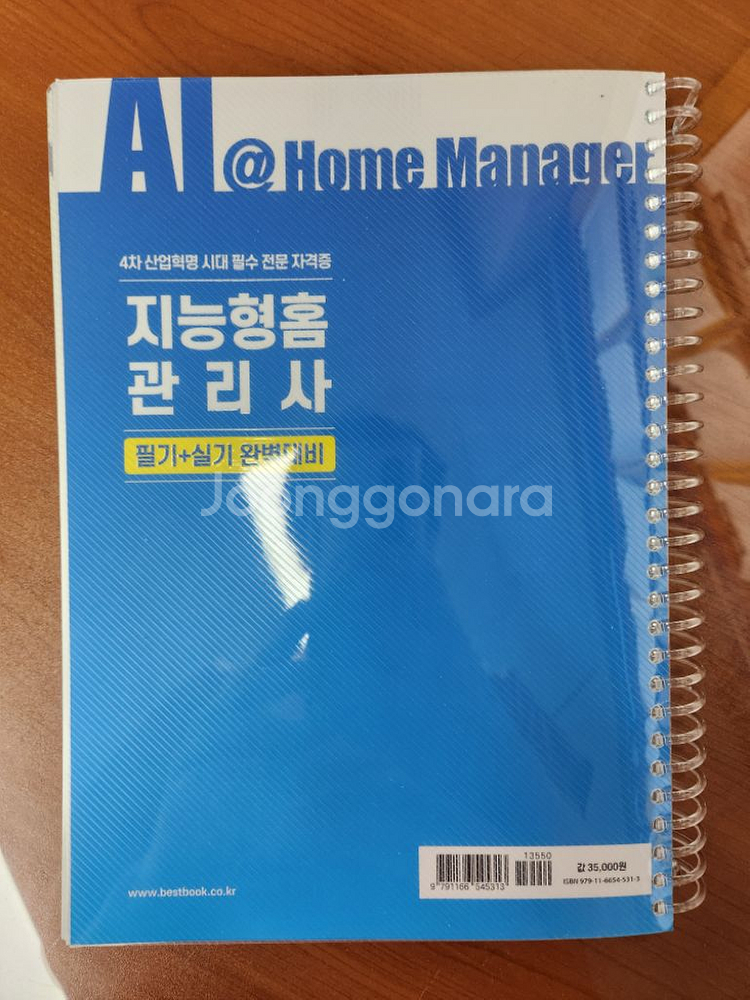 AI @ Home Manager
4차 산업혁명 시대 필수 전문 자격증
지능형홈
관리사
필기+실기 완벽대비
Joonggonara
13550
값 35,000원
9 791166 545313
ISBN 979-11-6654-531-3
www.bestbook.co.kr